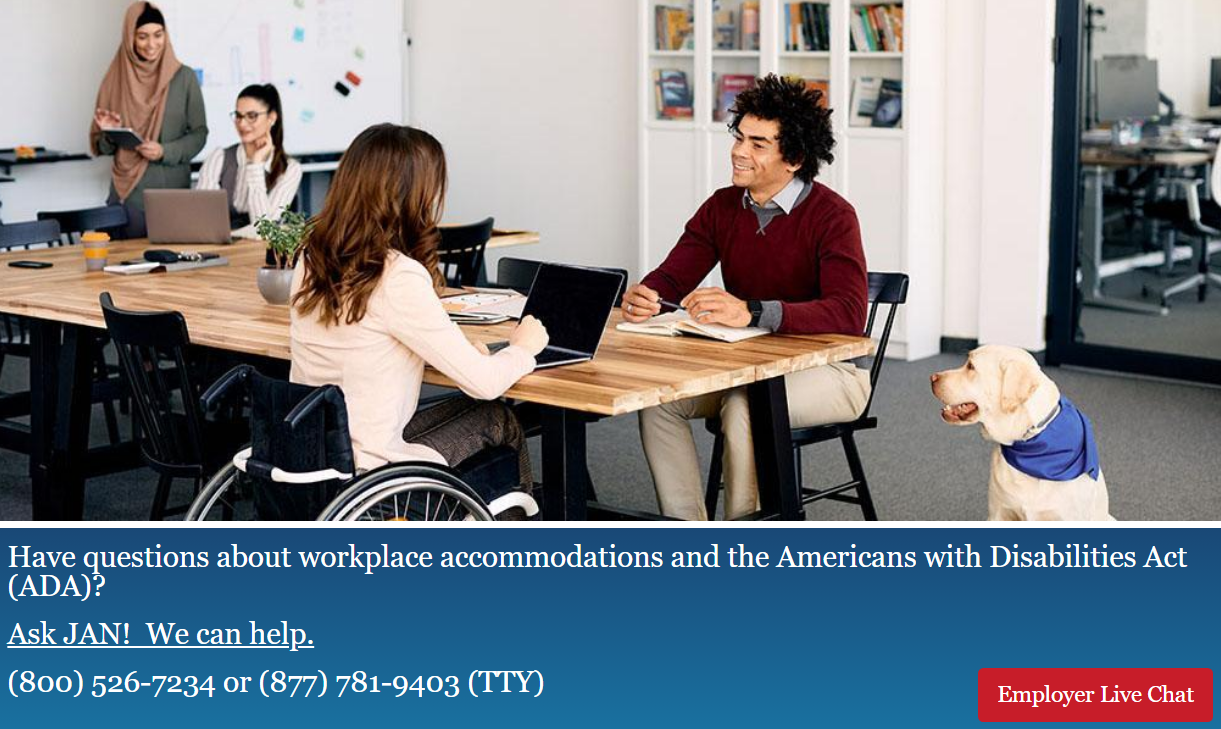 Have questions about workplace accommodations and the Americans with Disabilities Act
(ADA)?
Ask JAN!  We can help.
(800) 526-7234 or (877) 781-9403 (TTY)
Employer Live Chat